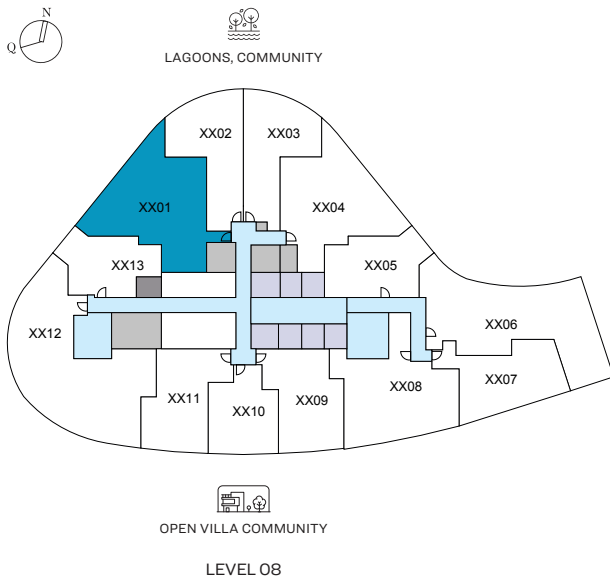 N
Q
LAGOONS, COMMUNITY
XX02 XX03
XX01 XX04
XX13 XX05
XX12 XX06
XX11 XX10 XX09 XX08 XX07
OPEN VILLA COMMUNITY
LEVEL 08